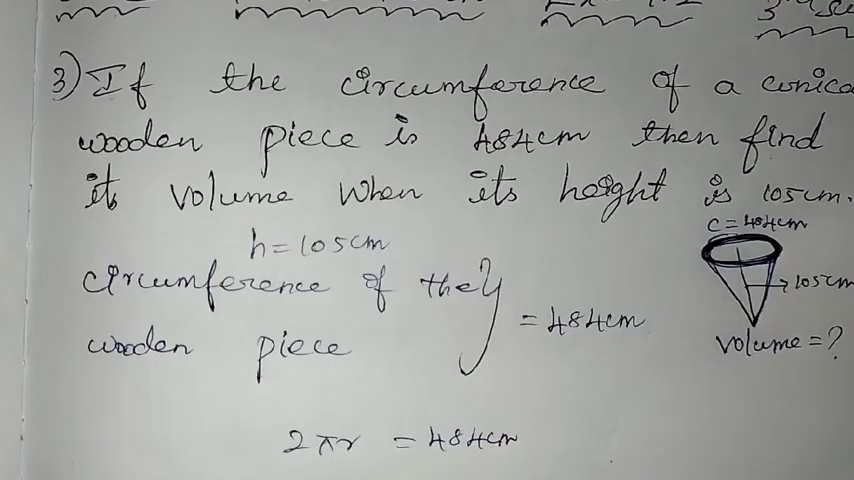 3) If the circumference of a conica
wooden piece is 484cm then find
its volume when its height is 105cm.
h = 105cm
C = 484cm
circumference of the
wooden piece
= 484cm
→ 105cm
volume = ?
2πr = 484cm